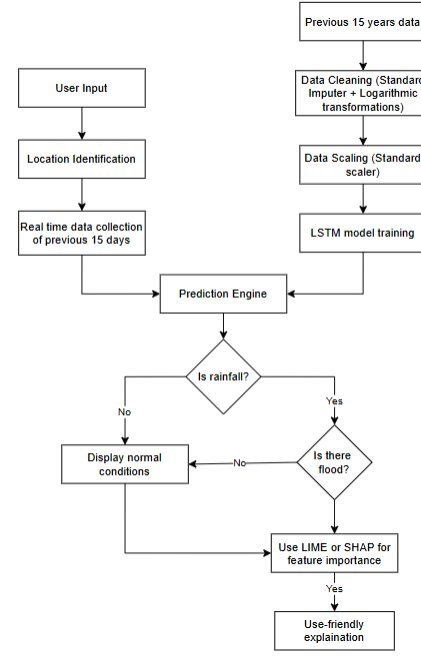 Previous 15 years data
User Input
Data Cleaning (Standard
Imputer + Logarithmic
transformations)
Location Identification
Data Scaling (Standard
scaler)
Real time data collection
of previous 15 days
LSTM model training
Prediction Engine
Is rainfall?
No
Yes
Display normal
conditions
No
Is there
flood?
Use LIME or SHAP for
feature importance
Yes
Use-friendly
explaination